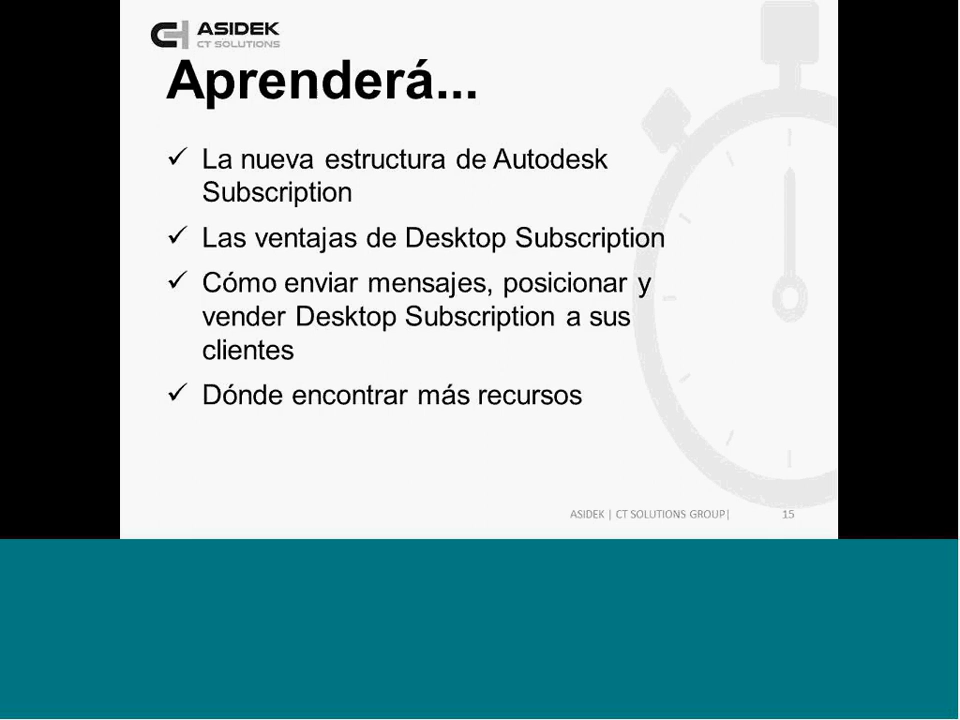 ASIDEK
CT SOLUTIONS
Aprenderá...
✓ La nueva estructura de Autodesk
Subscription
✓ Las ventajas de Desktop Subscription
✓ Cómo enviar mensajes, posicionar y
vender Desktop Subscription a sus
clientes
✓ Dónde encontrar más recursos
ASIDEK | CT SOLUTIONS GROUP| 15